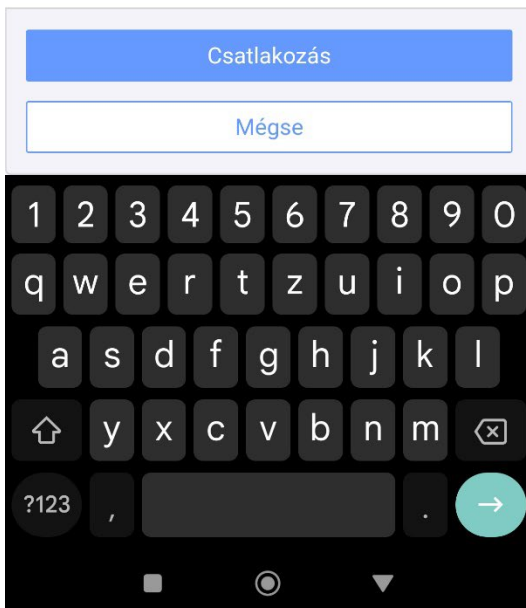 Csatlakozás
Mégse
1 2 3 4 5 6 7 8 9 0
q w e r t z u i o p
a s d f g h j k l
y x c v b n m
?123 , .